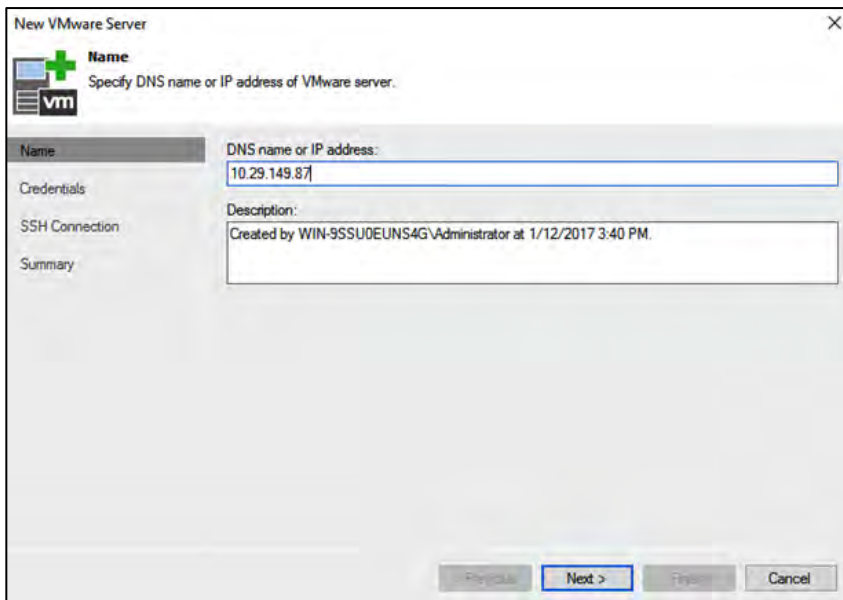 New VMware Server
Name
Specify DNS name or IP address of VMware server.
vm
Name
DNS name or IP address:
10.29.149.87
Credentials
Description:
Created by WIN-9SSU0EUNS4G\Administrator at 1/12/2017 3:40 PM.
SSH Connection
Summary
Previous
Next >
Finish
Cancel